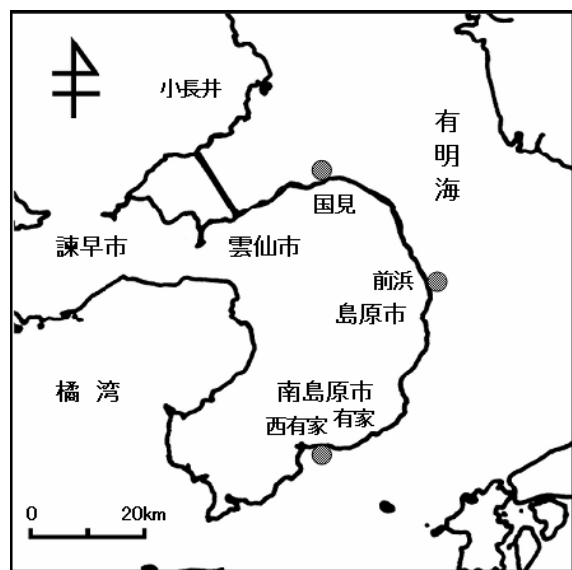 小長井
有
明
海
国見
諫早市
雲仙市
前浜
島原市
橘 湾
南島原市
西有家
有家
0 20km